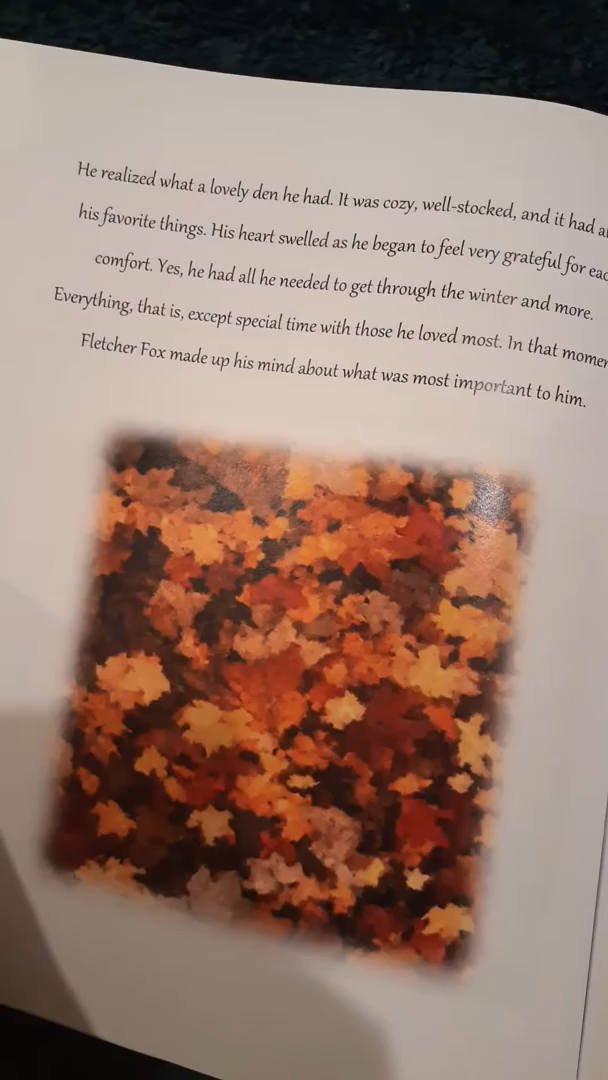 He realized what a lovely den he had. It was cozy, well-stocked, and it had
his favorite things. His heart swelled as he began to feel very grateful for
comfort. Yes, he had all he needed to get through the winter and more.
Everything, that is, except special time with those he loved most. In that
Fletcher Fox made up his mind about what was most important to him.